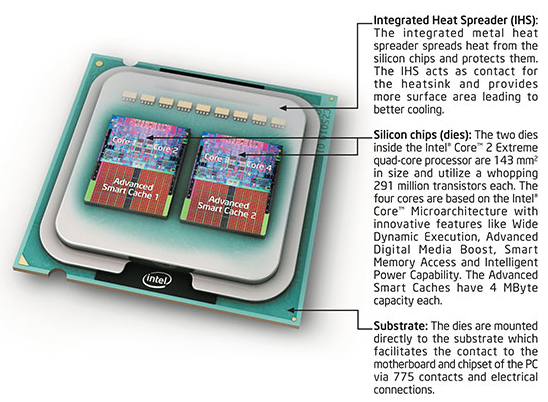 Integrated Heat Spreader (IHS):
The integrated metal heat
spreader spreads heat from the
silicon chips and protects them.
The IHS acts as contact for
the heatsink and provides
more surface area leading to
better cooling.
Silicon chips (dies): The two dies
inside the Intel® Core™ 2 Extreme
quad-core processor are 143 mm²
in size and utilize a whopping
291 million transistors each. The
four cores are based on the Intel®
Core™ Microarchitecture with
innovative features like Wide
Dynamic Execution, Advanced
Digital Media Boost, Smart
Memory Access and Intelligent
Power Capability. The Advanced
Smart Caches have 4 MByte
capacity each.
Substrate: The dies are mounted
directly to the substrate which
facilitates the contact to the
motherboard and chipset of the PC
via 775 contacts and electrical
connections.
Core
Core 2
Advanced
Smart Cache 1
Core
Core 4
Advanced
Smart Cache 2
intel